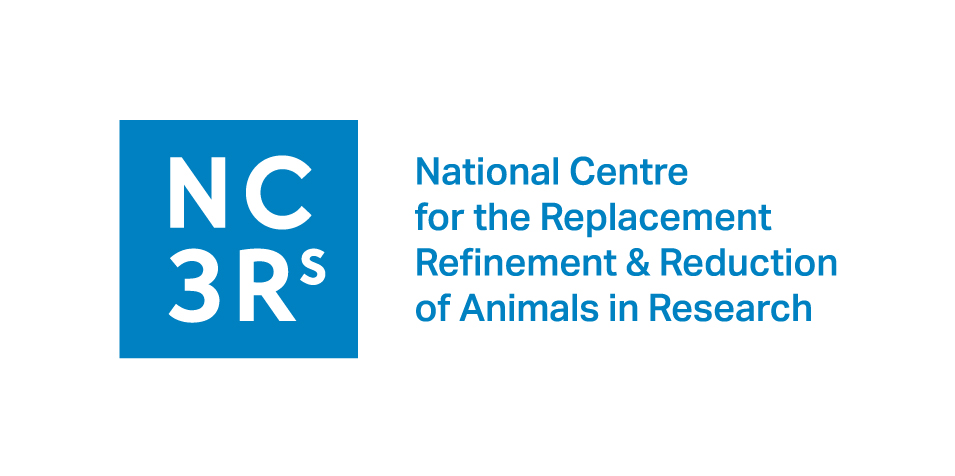 NC
3Rs
National Centre
for the Replacement
Refinement & Reduction
of Animals in Research